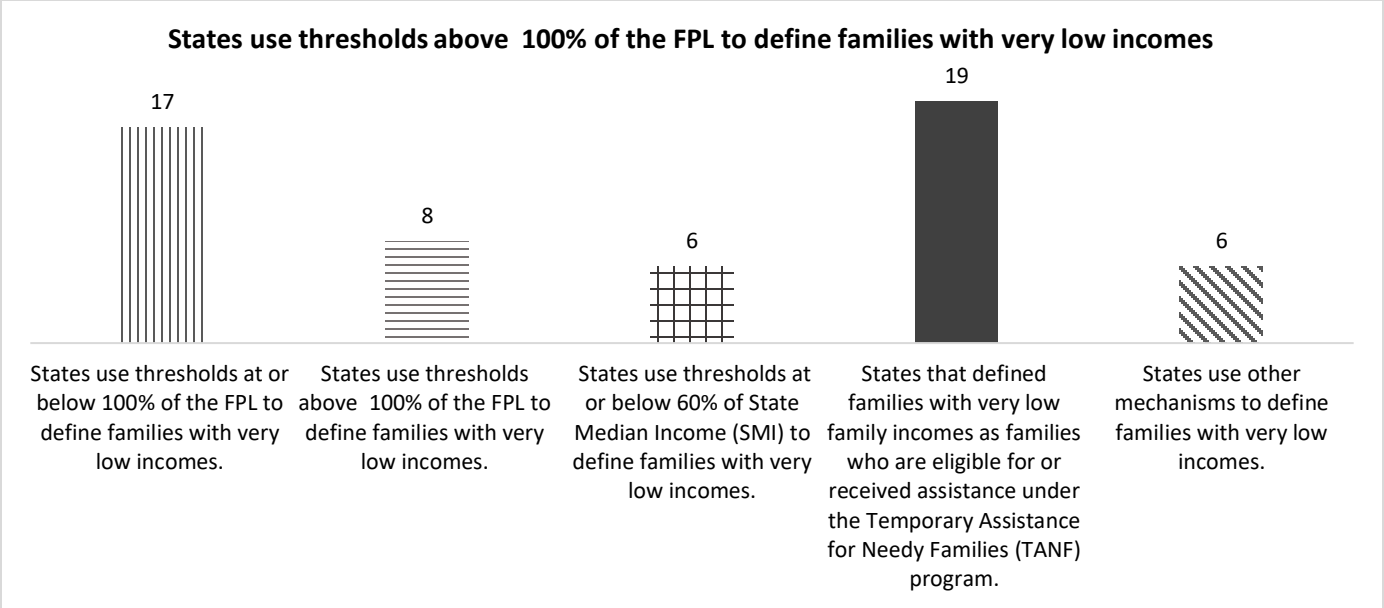 States use thresholds above  100% of the FPL to define families with very low incomes
17
8
6
19
6
States use thresholds at or
below 100% of the FPL to
define families with very
low incomes.
States use thresholds
above  100% of the FPL to
define families with very
low incomes.
States use thresholds at
or below 60% of State
Median Income (SMI) to
define families with very
low incomes.
States that defined
families with very low
family incomes as families
who are eligible for or
received assistance under
the Temporary Assistance
for Needy Families (TANF)
program.
States use other
mechanisms to define
families with very low
incomes.